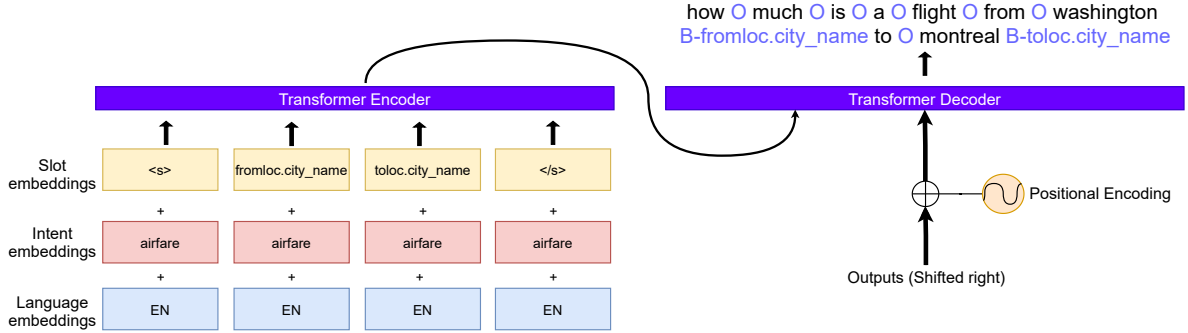 how O much O is O a O flight O from O washington
B-fromloc.city_name to O montreal B-toloc.city_name
Transformer Encoder
Transformer Decoder
Slot
embeddings
<s>
fromloc.city_name
toloc.city_name
</s>
+ + + +
Intent
embeddings
airfare
airfare
airfare
airfare
+ + + +
Language
embeddings
EN
EN
EN
EN
Positional Encoding
Outputs (Shifted right)